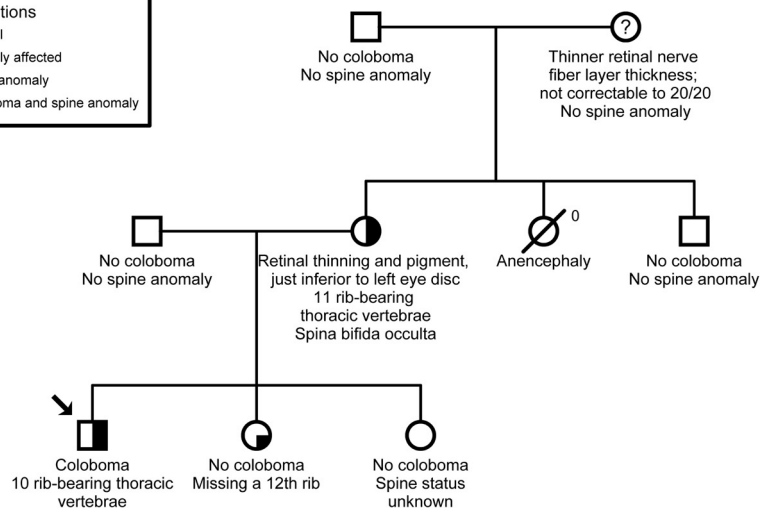 tions
l
ly affected
anomaly
oma and spine anomaly
No coloboma
No spine anomaly
?
Thinner retinal nerve
fiber layer thickness;
not correctable to 20/20
No spine anomaly
No coloboma
No spine anomaly
Retinal thinning and pigment,
just inferior to left eye disc
11 rib-bearing
thoracic vertebrae
Spina bifida occulta
0
Anencephaly
No coloboma
No spine anomaly
Coloboma
10 rib-bearing thoracic
vertebrae
No coloboma
Missing a 12th rib
No coloboma
Spine status
unknown